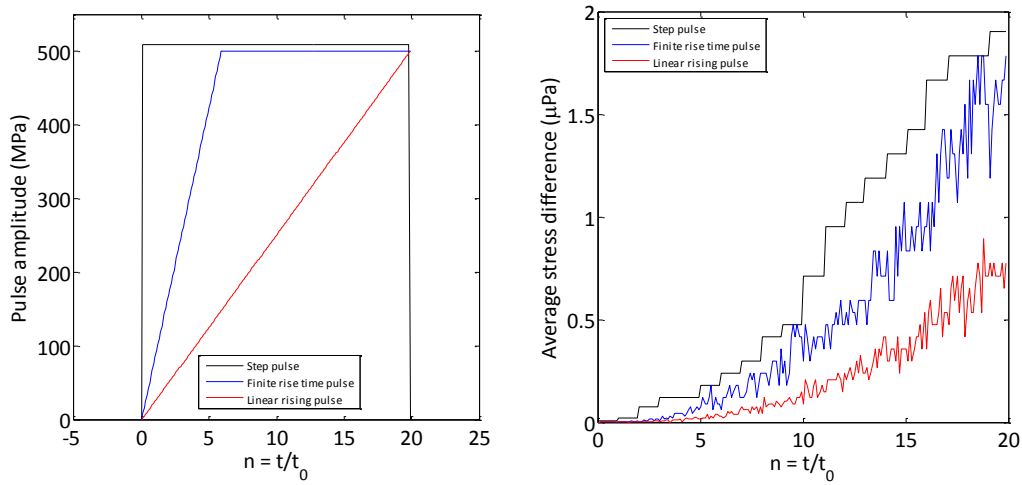 Pulse amplitude (MPa)
500
400
300
200
100
0
Step pulse
Finite rise time pulse
Linear rising pulse
-5 0 5 10 15 20 25
n = t/t0
Average stress difference (μPa)
2
1.5
1
0.5
0
Step pulse
Finite rise time pulse
Linear rising pulse
0 5 10 15 20
n = t/t0